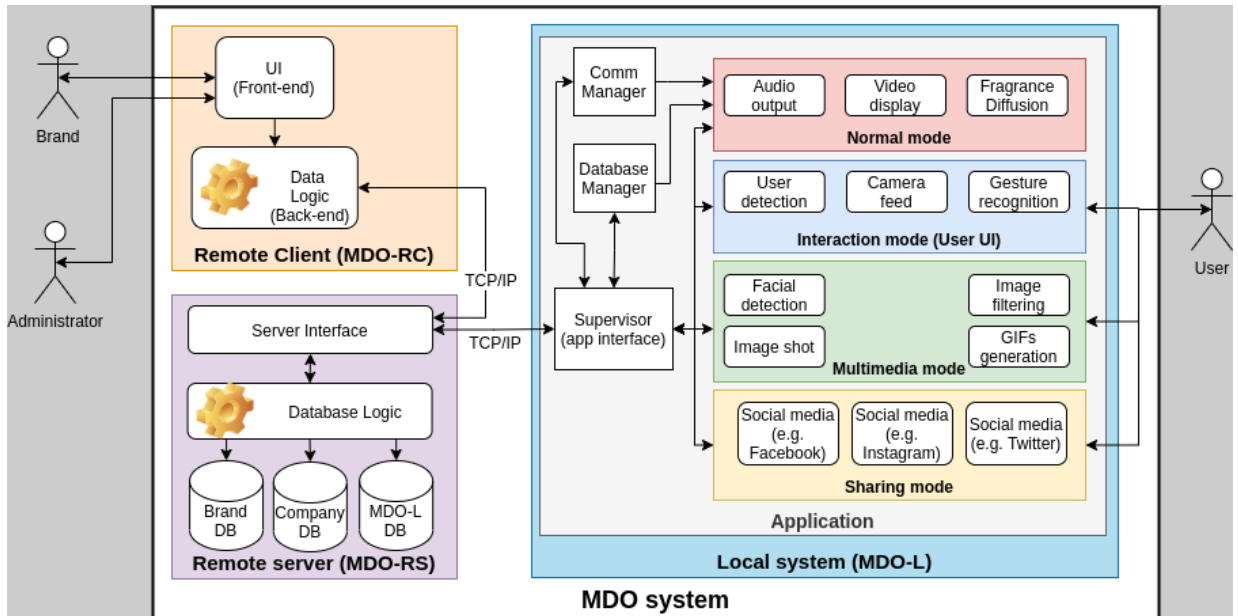 Brand
Administrator
UI
(Front-end)
Data
Logic
(Back-end)
Remote Client (MDO-RC)
TCP/IP
Server Interface
TCP/IP
Database Logic
Brand
DB
Company
DB
MDO-L
DB
Remote server (MDO-RS)
Comm
Manager
Database
Manager
Supervisor
(app interface)
Audio
output
Video
display
Fragrance
Diffusion
Normal mode
User
detection
Camera
feed
Gesture
recognition
Interaction mode (User UI)
Facial
detection
Image
filtering
Image shot
GIFs
generation
Multimedia mode
Social media
(e.g.
Facebook)
Social media
(e.g.
Instagram)
Social media
(e.g. Twitter)
Sharing mode
Application
Local system (MDO-L)
User
MDO system